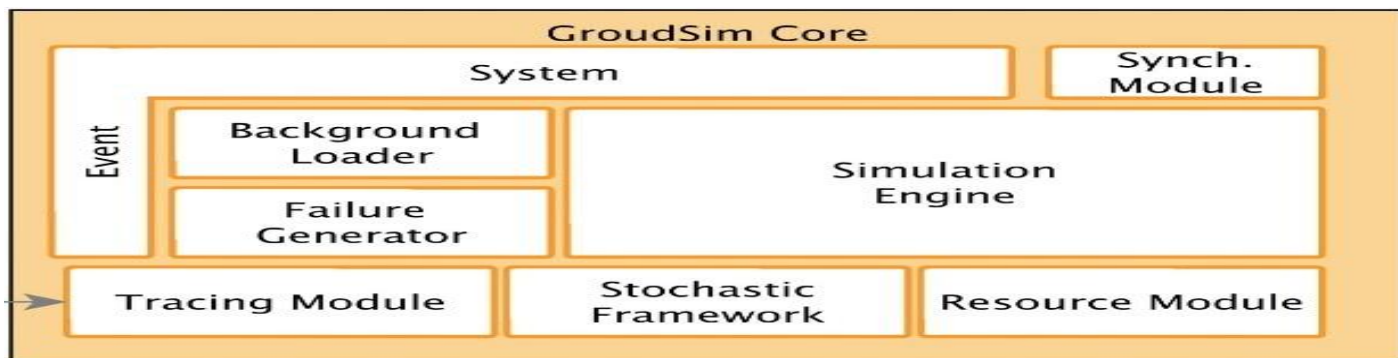 GroudSim Core
System
Synch.
Module
Event
Background
Loader
Simulation
Engine
Failure
Generator
Tracing Module
Stochastic
Framework
Resource Module